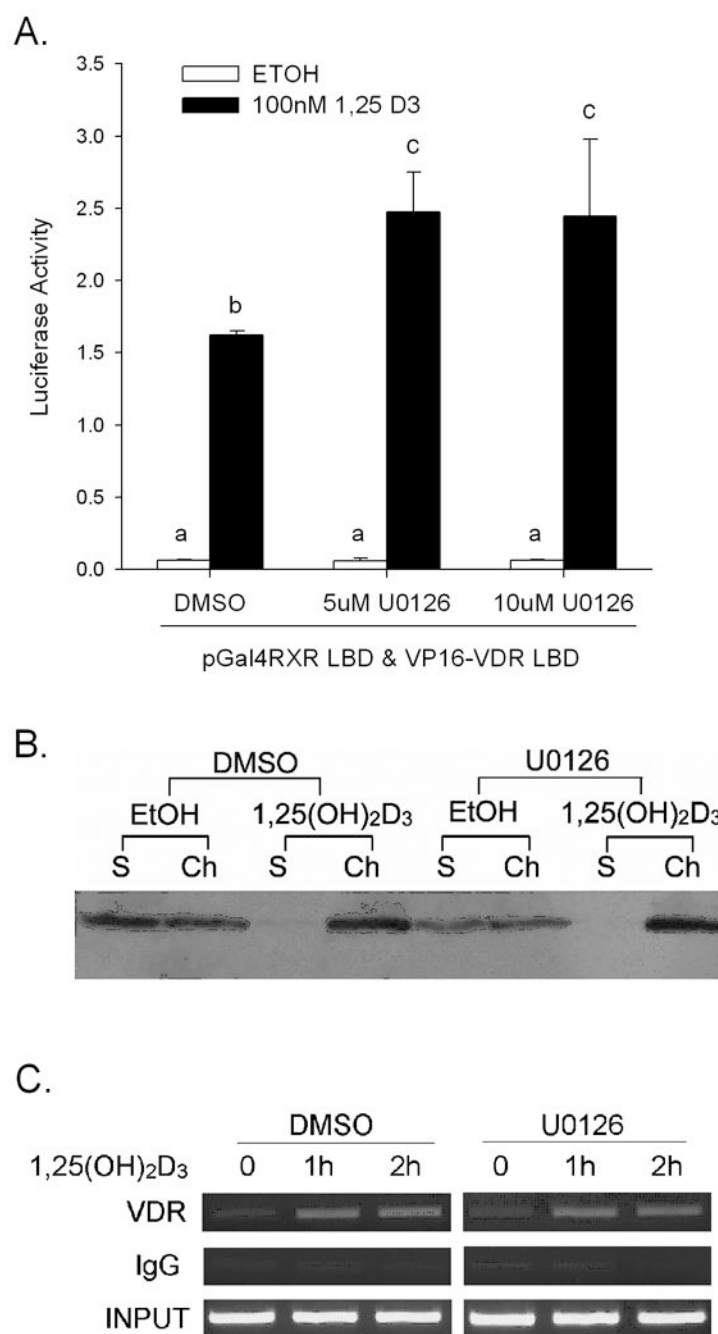 A.
3.5
3.0
2.5
2.0
1.5
1.0
0.5
0.0
Luciferase Activity
ETOH
100nM 1,25 D3
a b a c a c
DMSO 5uM U0126 10uM U0126
pGal4RXR LBD & VP16-VDR LBD
B.
DMSO U0126
EtOH 1,25(OH)₂D₃ EtOH 1,25(OH)₂D₃
S Ch S Ch S Ch S Ch
C.
DMSO U0126
1,25(OH)₂D₃ 0 1h 2h 0 1h 2h
VDR
IgG
INPUT